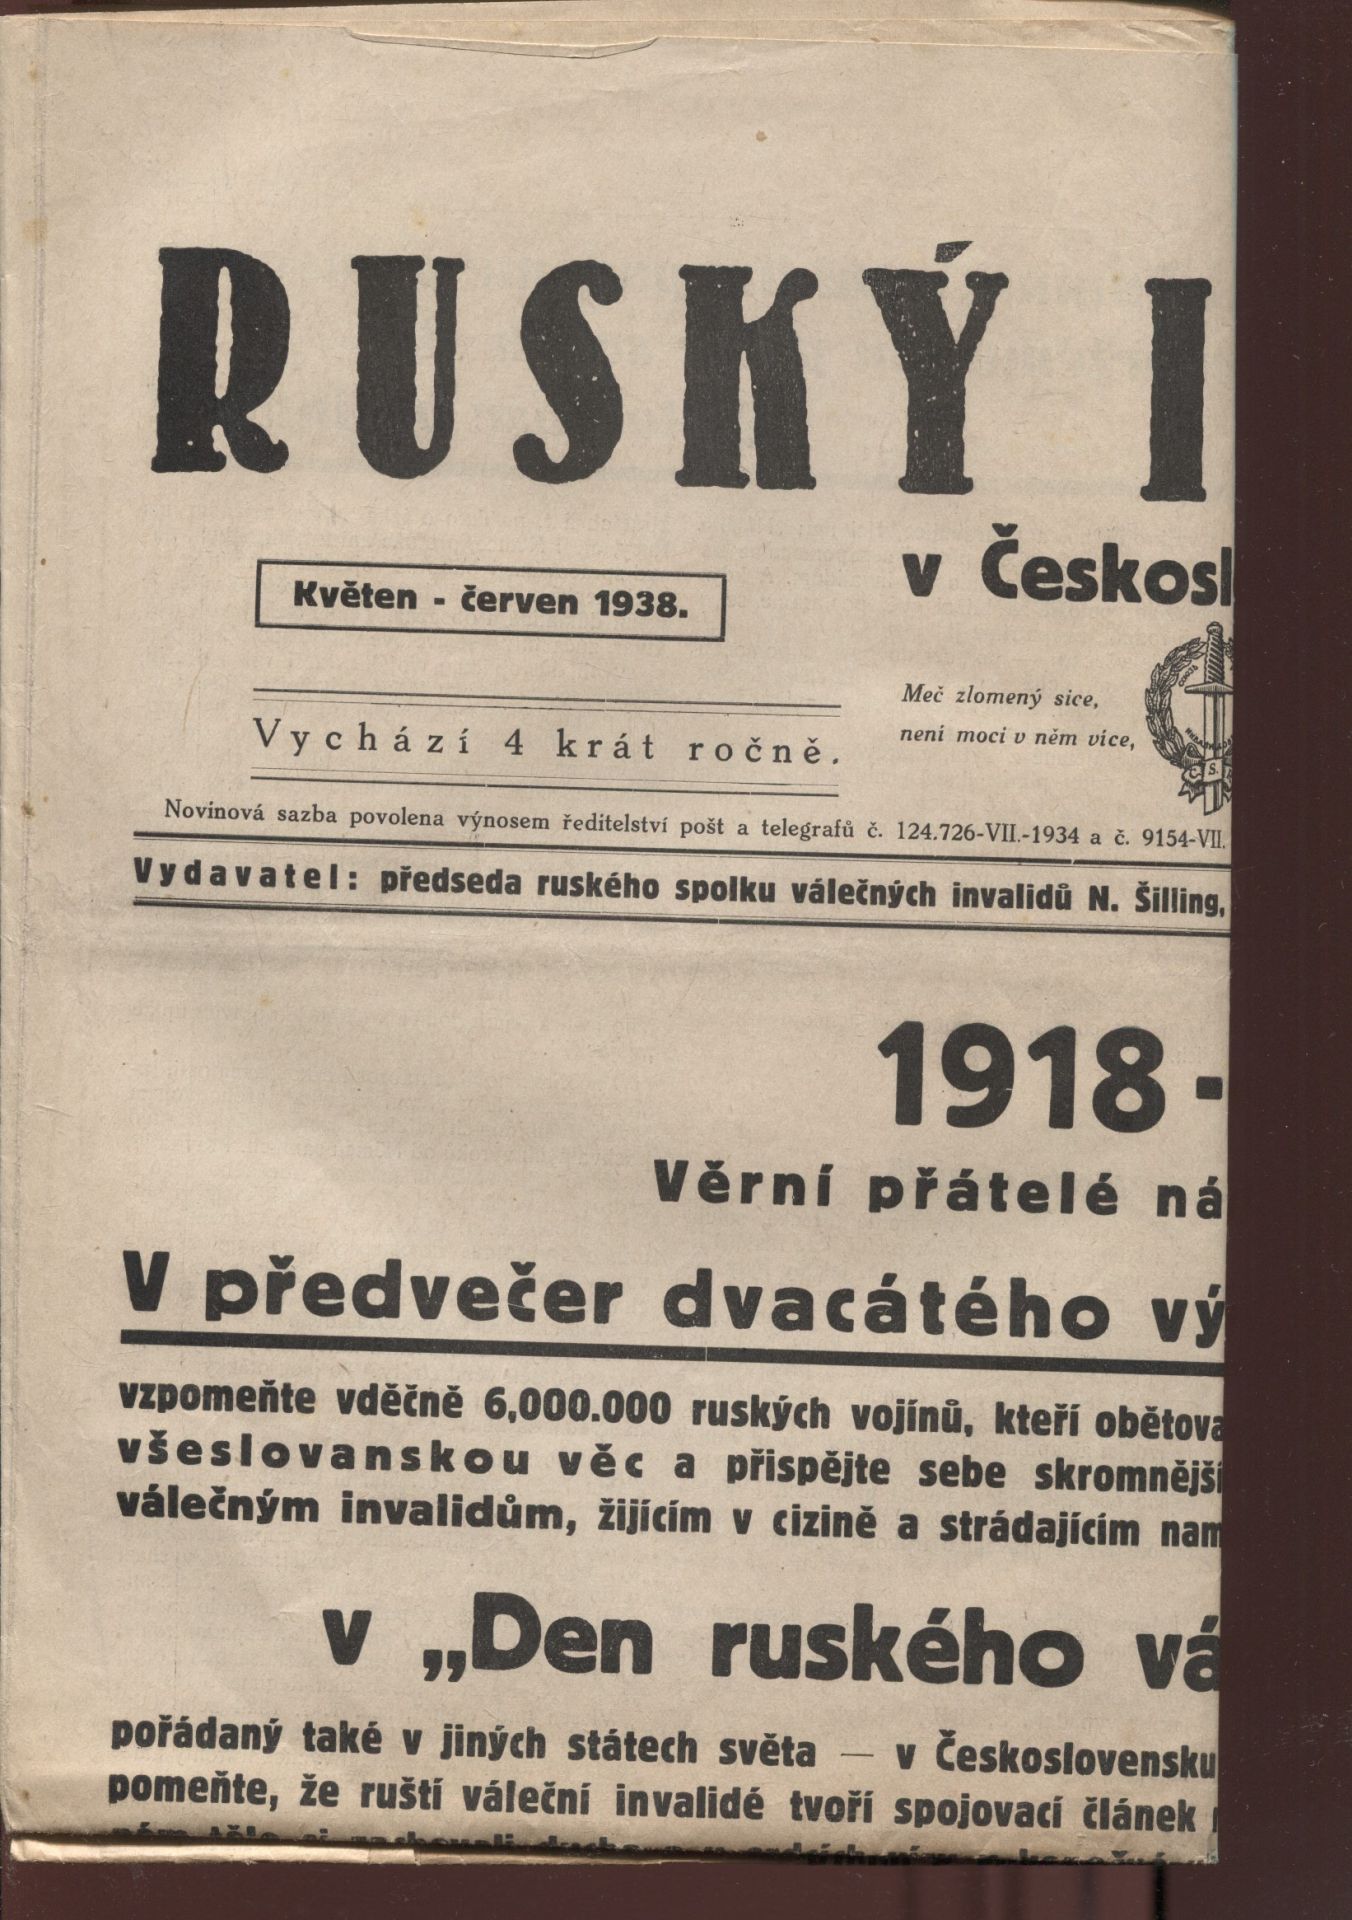 RUSKÝ I
v Českosl
Květen - červen 1938.
Meč zlomený sice,
není moci v něm více,
Vychází 4 krát ročně.
Č. S.
Novinová sazba povolena výnosem ředitelství pošt a telegrafů č. 124.726-VII.-1934 a č. 9154-VII.
Vydavatel: předseda ruského spolku válečných invalidů N. Šilling,
1918 -
Věrní přátelé ná
V předvečer dvacátého vý
vzpomeňte vděčně 6,000.000 ruských vojínů, kteří obětova
všeslovanskou věc a přispějte sebe skromnější
válečným invalidům, žijícím v cizině a strádajícím nam
v „Den ruského vá
pořádaný také v jiných státech světa — v Československu
pomeňte, že ruští váleční invalidé tvoří spojovací článek